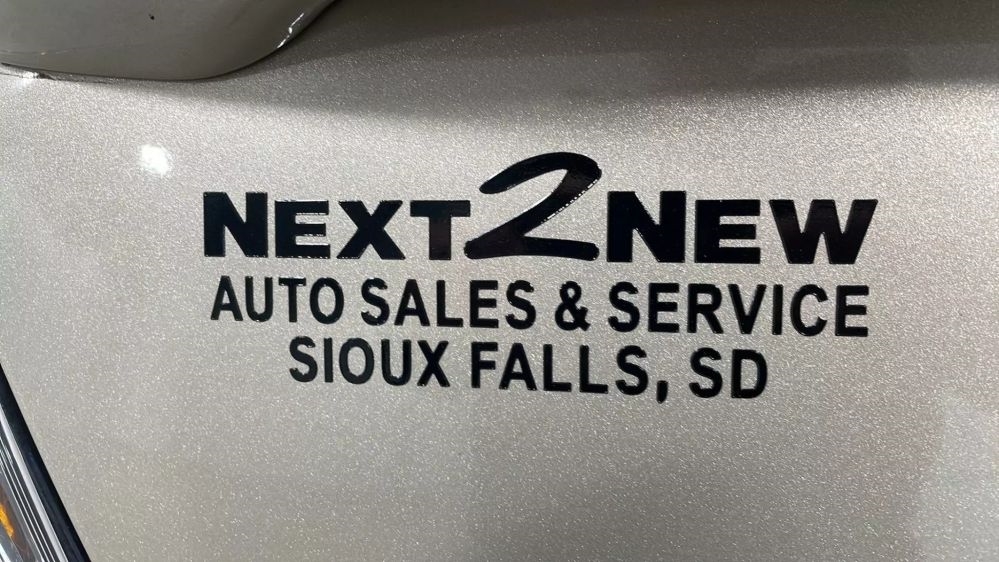 NEXT2NEW
AUTO SALES & SERVICE
SIOUX FALLS, SD